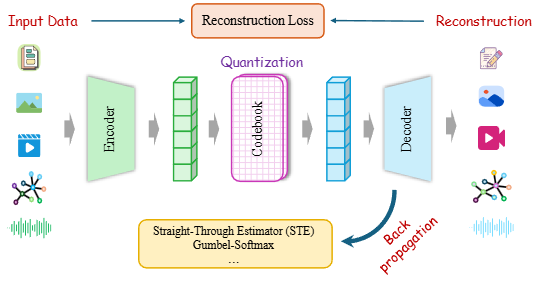 Input Data
Reconstruction Loss
Reconstruction
Quantization
Encoder
Codebook
Decoder
Straight-Through Estimator (STE)
Gumbel-Softmax
...
Back
propagation